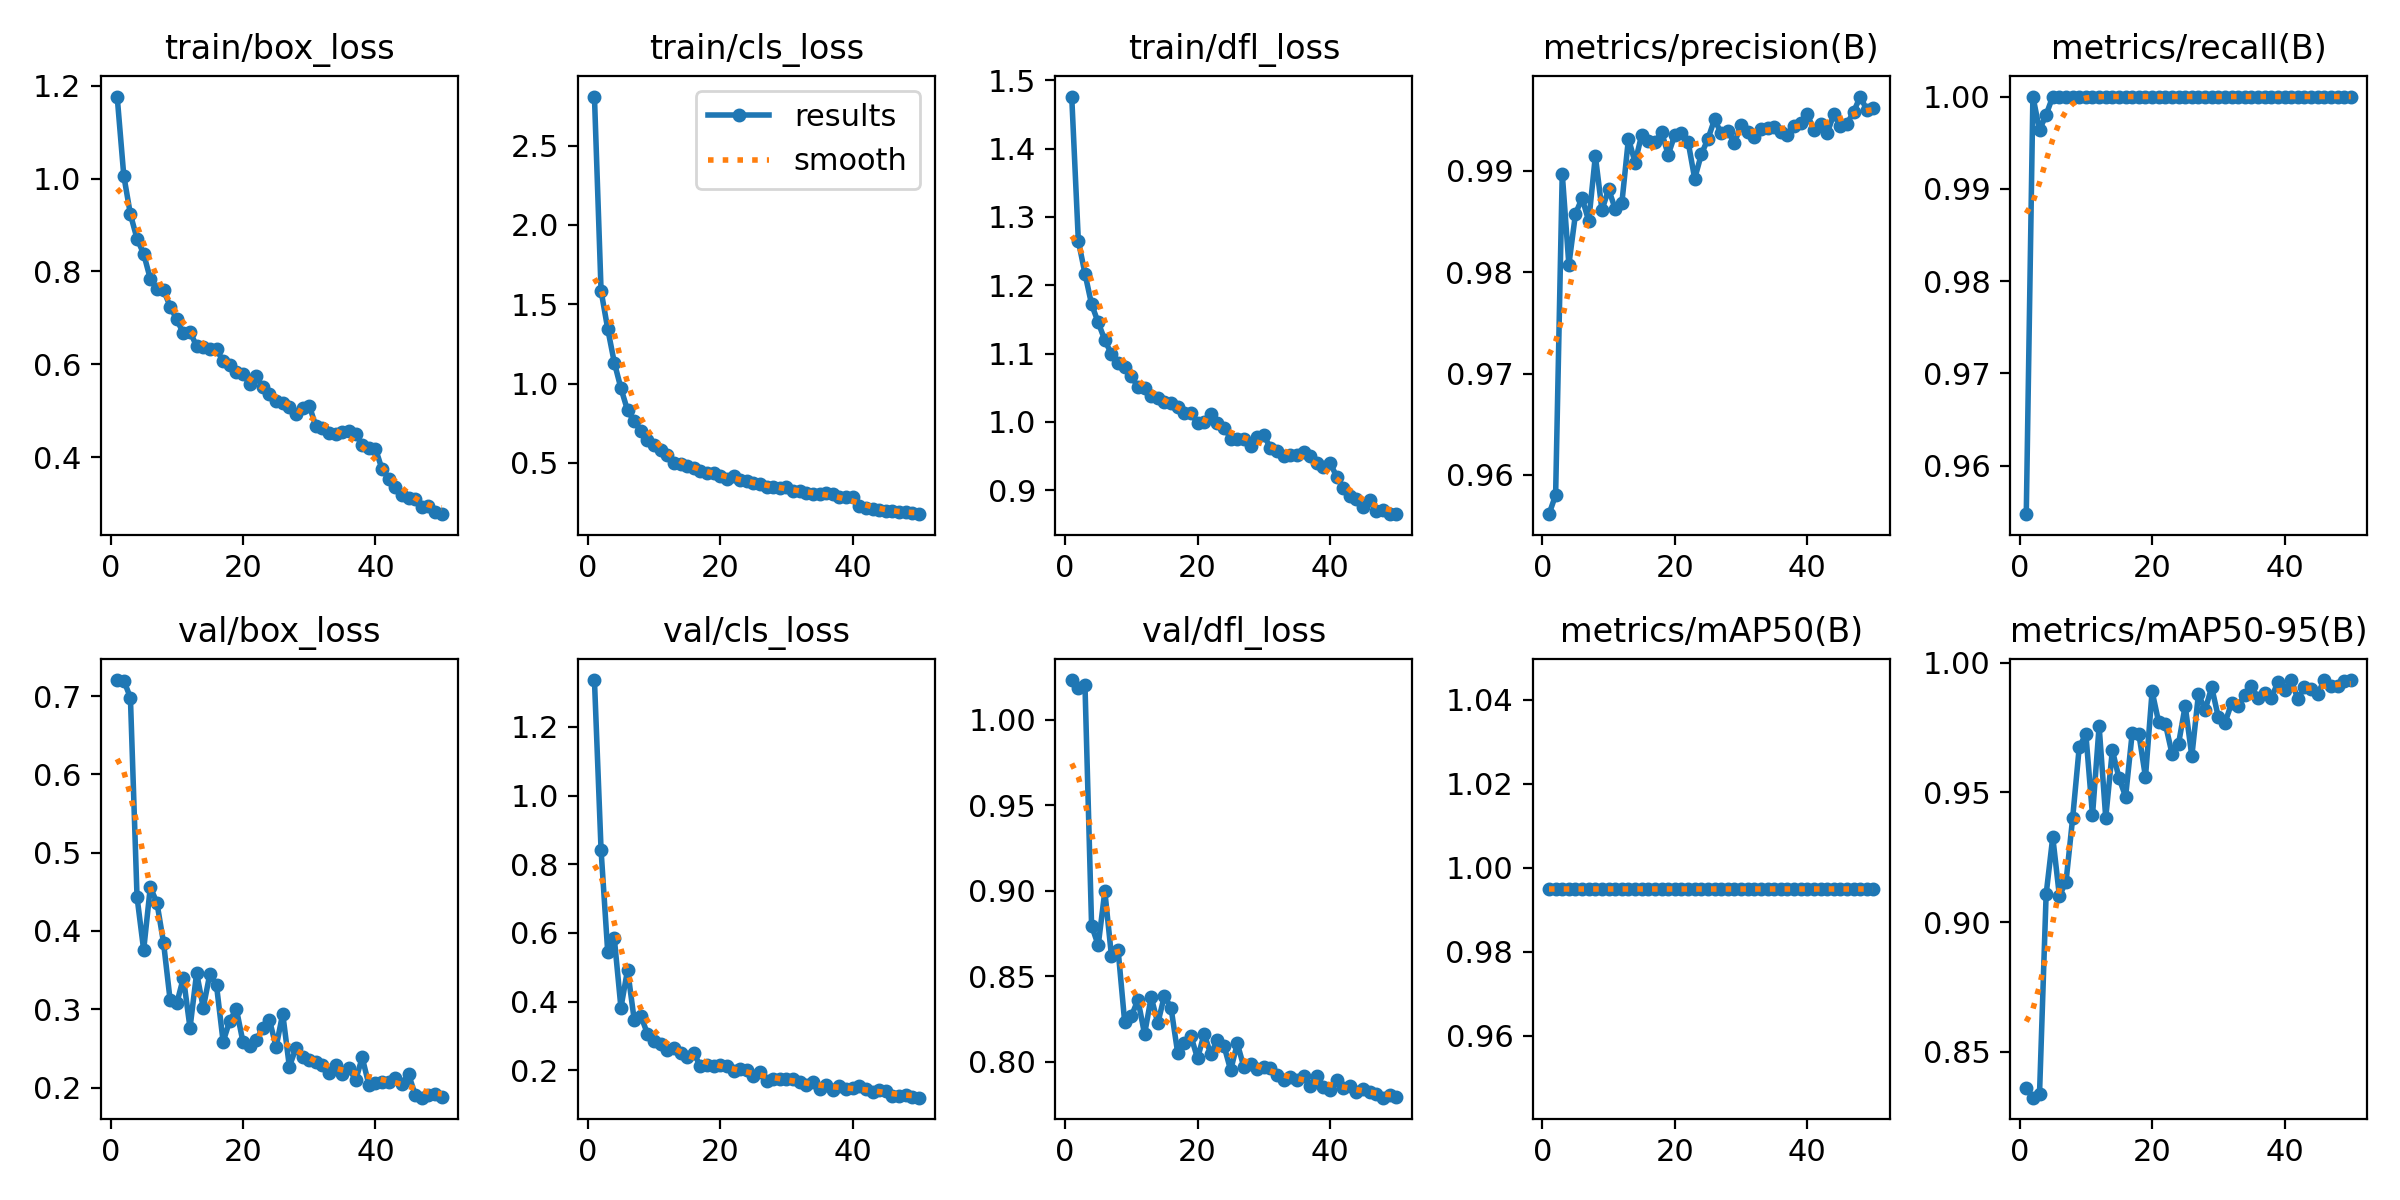 train/box_loss
1.2
1.0
0.8
0.6
0.4
0 20 40
train/cls_loss
results
smooth
2.5
2.0
1.5
1.0
0.5
0 20 40
train/dfl_loss
1.5
1.4
1.3
1.2
1.1
1.0
0.9
0 20 40
metrics/precision(B)
0.99
0.98
0.97
0.96
0 20 40
metrics/recall(B)
1.00
0.99
0.98
0.97
0.96
0 20 40
val/box_loss
0.7
0.6
0.5
0.4
0.3
0.2
0 20 40
val/cls_loss
1.2
1.0
0.8
0.6
0.4
0.2
0 20 40
val/dfl_loss
1.00
0.95
0.90
0.85
0.80
0 20 40
metrics/mAP50(B)
1.04
1.02
1.00
0.98
0.96
0 20 40
metrics/mAP50-95(B)
1.00
0.95
0.90
0.85
0 20 40